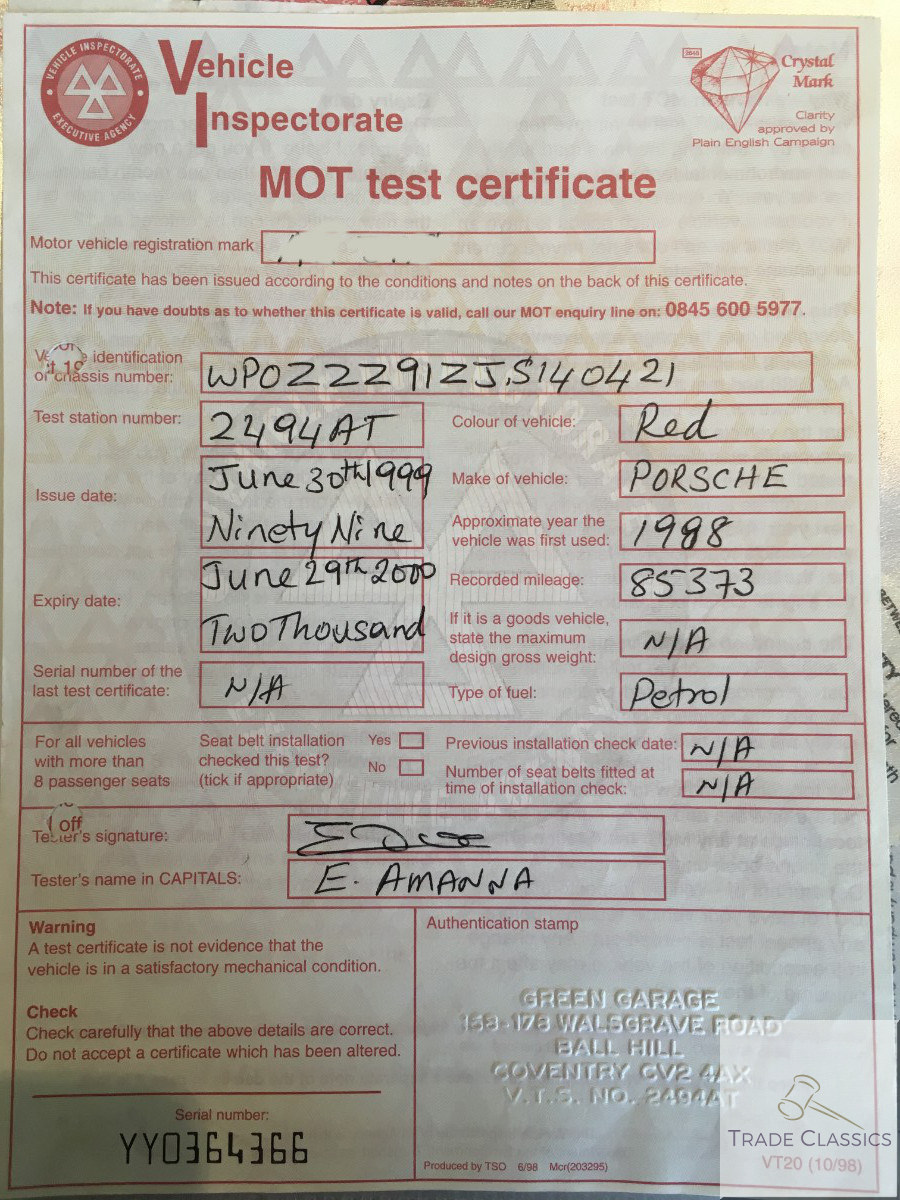 VEHICLE INSPECTORATE
EXECUTIVE AGENCY
Vehicle
Inspectorate
Crystal
Mark
Clarity
approved by
Plain English Campaign
MOT test certificate
Motor vehicle registration mark
This certificate has been issued according to the conditions and notes on the back of this certificate.
Note: If you have doubts as to whether this certificate is valid, call our MOT enquiry line on: 0845 600 5977.
identification
chassis number: WP0ZZZ91ZJS140421
Test station number: 2494AT
Colour of vehicle: Red
Issue date: June 30th 1999
Ninety Nine
Make of vehicle: PORSCHE
Approximate year the
vehicle was first used: 1988
Expiry date: June 29th 2000
Two Thousand
Recorded mileage: 85373
If it is a goods vehicle,
state the maximum
design gross weight: N/A
Serial number of the
last test certificate: N/A
Type of fuel: Petrol
For all vehicles
with more than
8 passenger seats
Seat belt installation
checked this test?
(tick if appropriate)
Yes
No
Previous installation check date: N/A
Number of seat belts fitted at
time of installation check: N/A
off
Tester's signature:
Tester's name in CAPITALS: E. AMANNA
Warning
A test certificate is not evidence that the
vehicle is in a satisfactory mechanical condition.
Check
Check carefully that the above details are correct.
Do not accept a certificate which has been altered.
Serial number:
YY0364366
Authentication stamp
GREEN GARAGE
158-178 WALSGRAVE ROAD
BALL HILL
COVENTRY CV2 4AX
V.T.S. NO. 2494AT
Produced by TSO 6/98 Mcr(203295)
TRADE CLASSICS
VT20 (10/98)